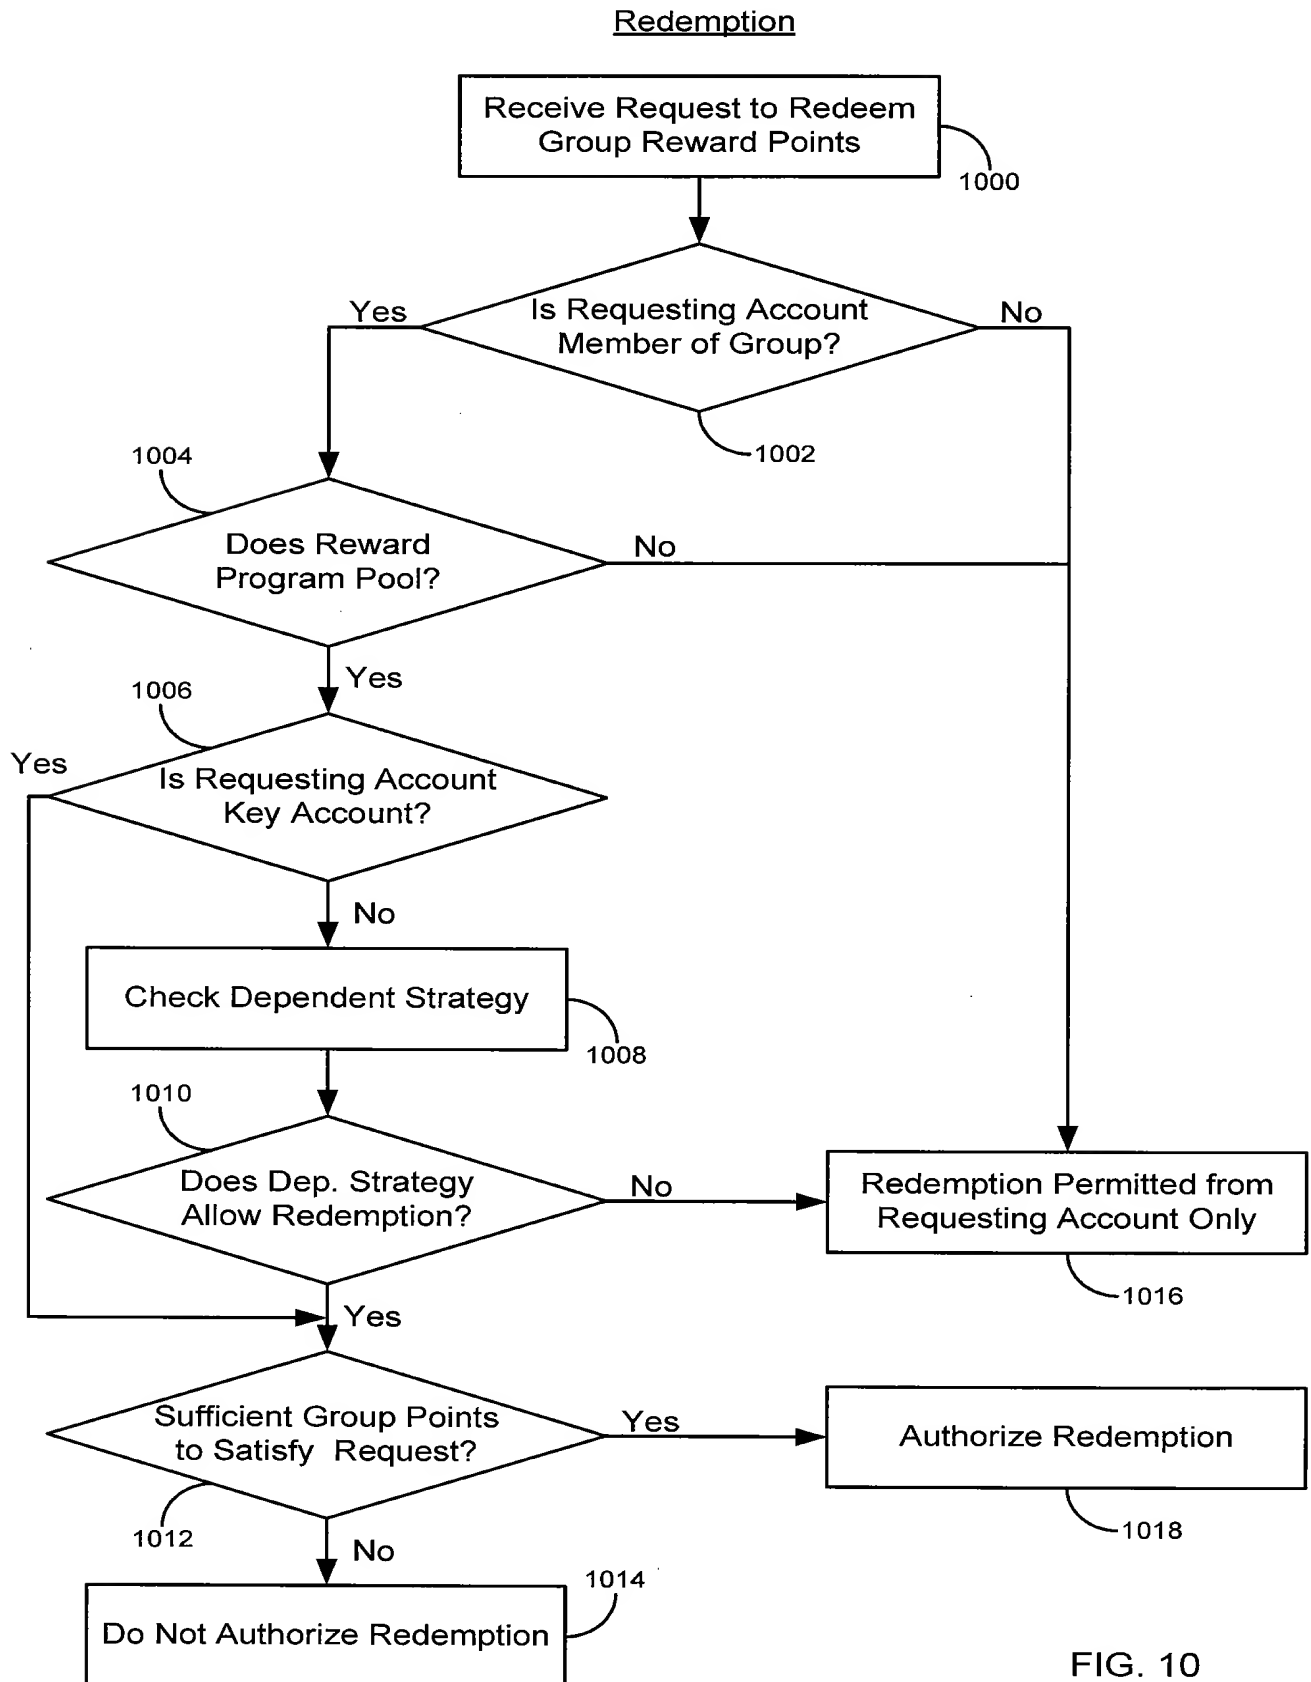 Redemption
Receive Request to Redeem
Group Reward Points
1000
Is Requesting Account
Member of Group?
Yes
No
1002
1004
Does Reward
Program Pool?
No
Yes
1006
Yes
Is Requesting Account
Key Account?
No
Check Dependent Strategy
1008
1010
Does Dep. Strategy
Allow Redemption?
No
Redemption Permitted from
Requesting Account Only
1016
Yes
Sufficient Group Points
to Satisfy Request?
Yes
Authorize Redemption
1018
1012
No
1014
Do Not Authorize Redemption
FIG. 10